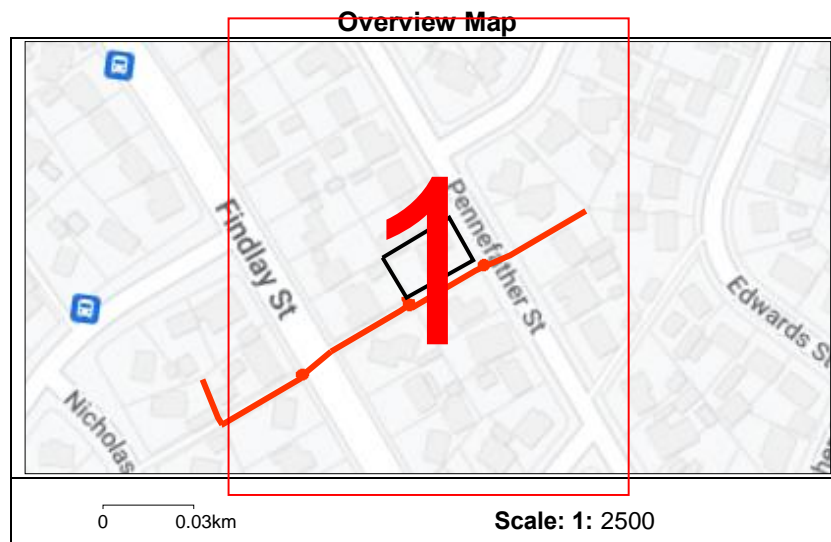 Overview Map
1
Pennefather St
Findlay St
Edwards St
Nicholas
0 0.03km
Scale: 1: 2500